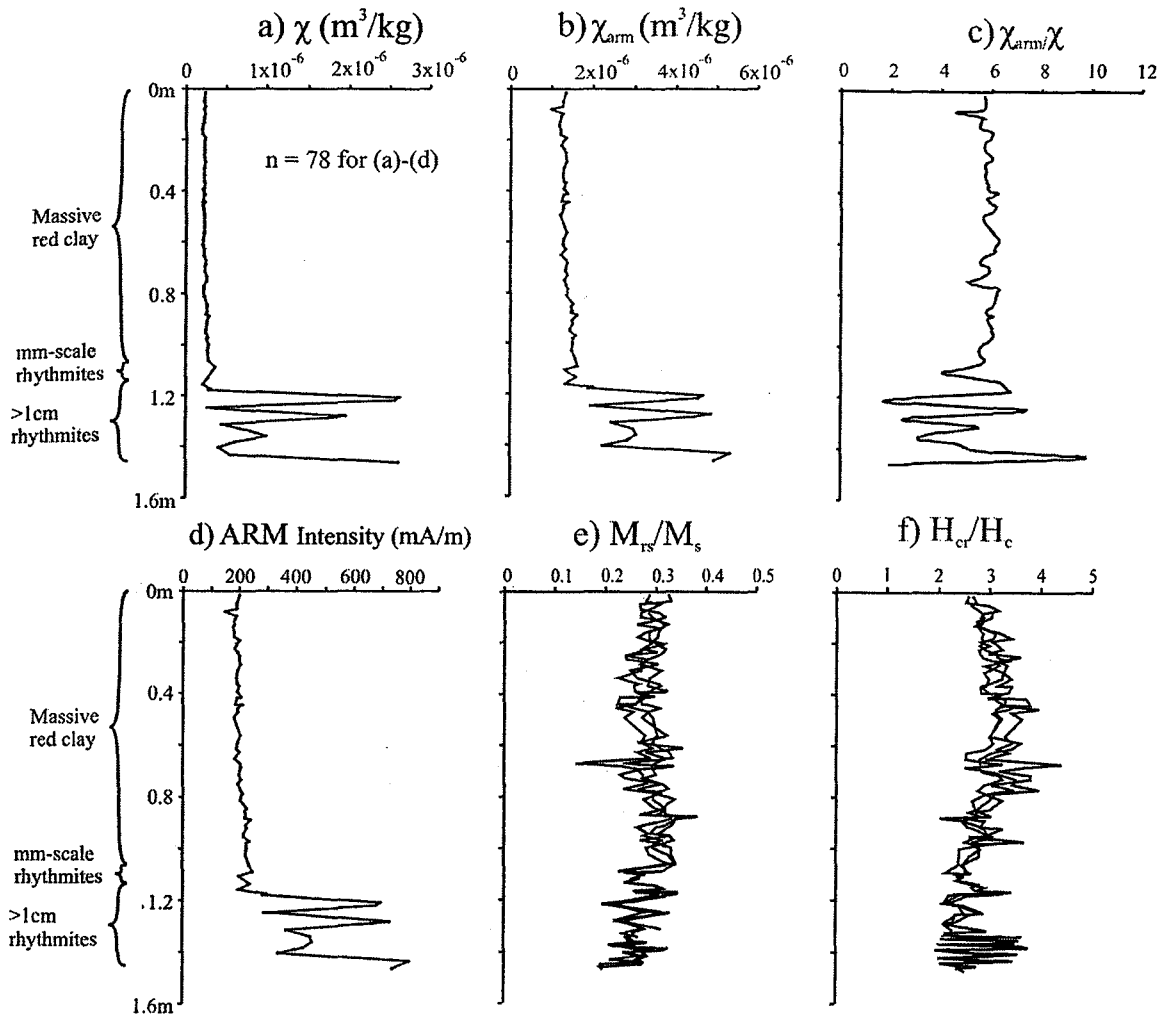 a) χ (m³/kg)
0 1x10⁻⁶ 2x10⁻⁶ 3x10⁻⁶
b) χarm (m³/kg)
0 2x10⁻⁶ 4x10⁻⁶ 6x10⁻⁶
c) χarm/χ
0 2 4 6 8 10 12
0m
n = 78 for (a)-(d)
0.4
Massive
red clay
0.8
mm-scale
rhythmites
1.2
>1cm
rhythmites
1.6m
d) ARM Intensity (mA/m)
0 200 400 600 800
e) Mrs/Ms
0 0.1 0.2 0.3 0.4 0.5
f) Hcr/Hc
0 1 2 3 4 5
0m
0.4
Massive
red clay
0.8
mm-scale
rhythmites
1.2
>1cm
rhythmites
1.6m